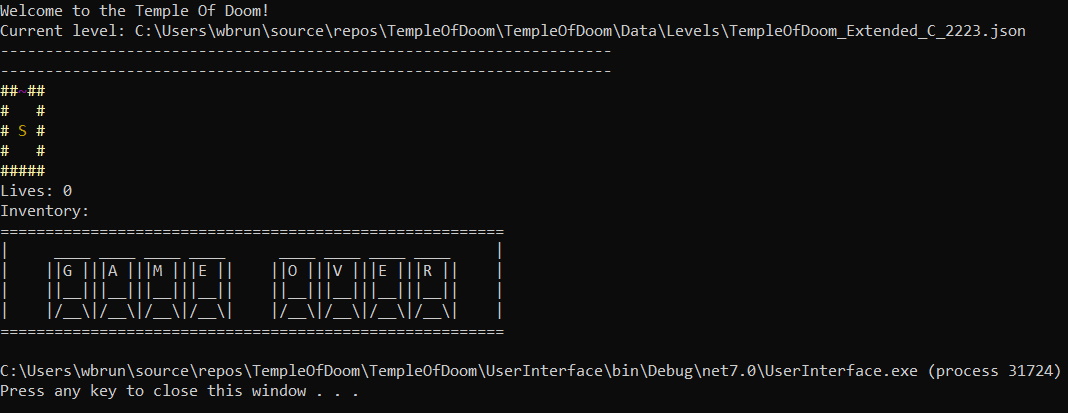 Welcome to the Temple Of Doom!
Current level: C:\Users\wbrun\source\repos\TempleOfDoom\TempleOfDoom\Data\Levels\TempleOfDoom_Extended_C_2223.json
--------------------------------------------------------------------
--------------------------------------------------------------------
##~##
#   #
# S #
#   #
#####
Lives: 0
Inventory:
========================================================
|     ____ ____ ____ ____      ____ ____ ____ ____     |
|    ||G |||A |||M |||E ||    ||O |||V |||E |||R ||    |
|    ||__|||__|||__|||__||    ||__|||__|||__|||__||    |
|    |/__\|/__\|/__\|/__\|    |/__\|/__\|/__\|/__\|    |
========================================================
C:\Users\wbrun\source\repos\TempleOfDoom\TempleOfDoom\UserInterface\bin\Debug\net7.0\UserInterface.exe (process 31724)
Press any key to close this window . . .